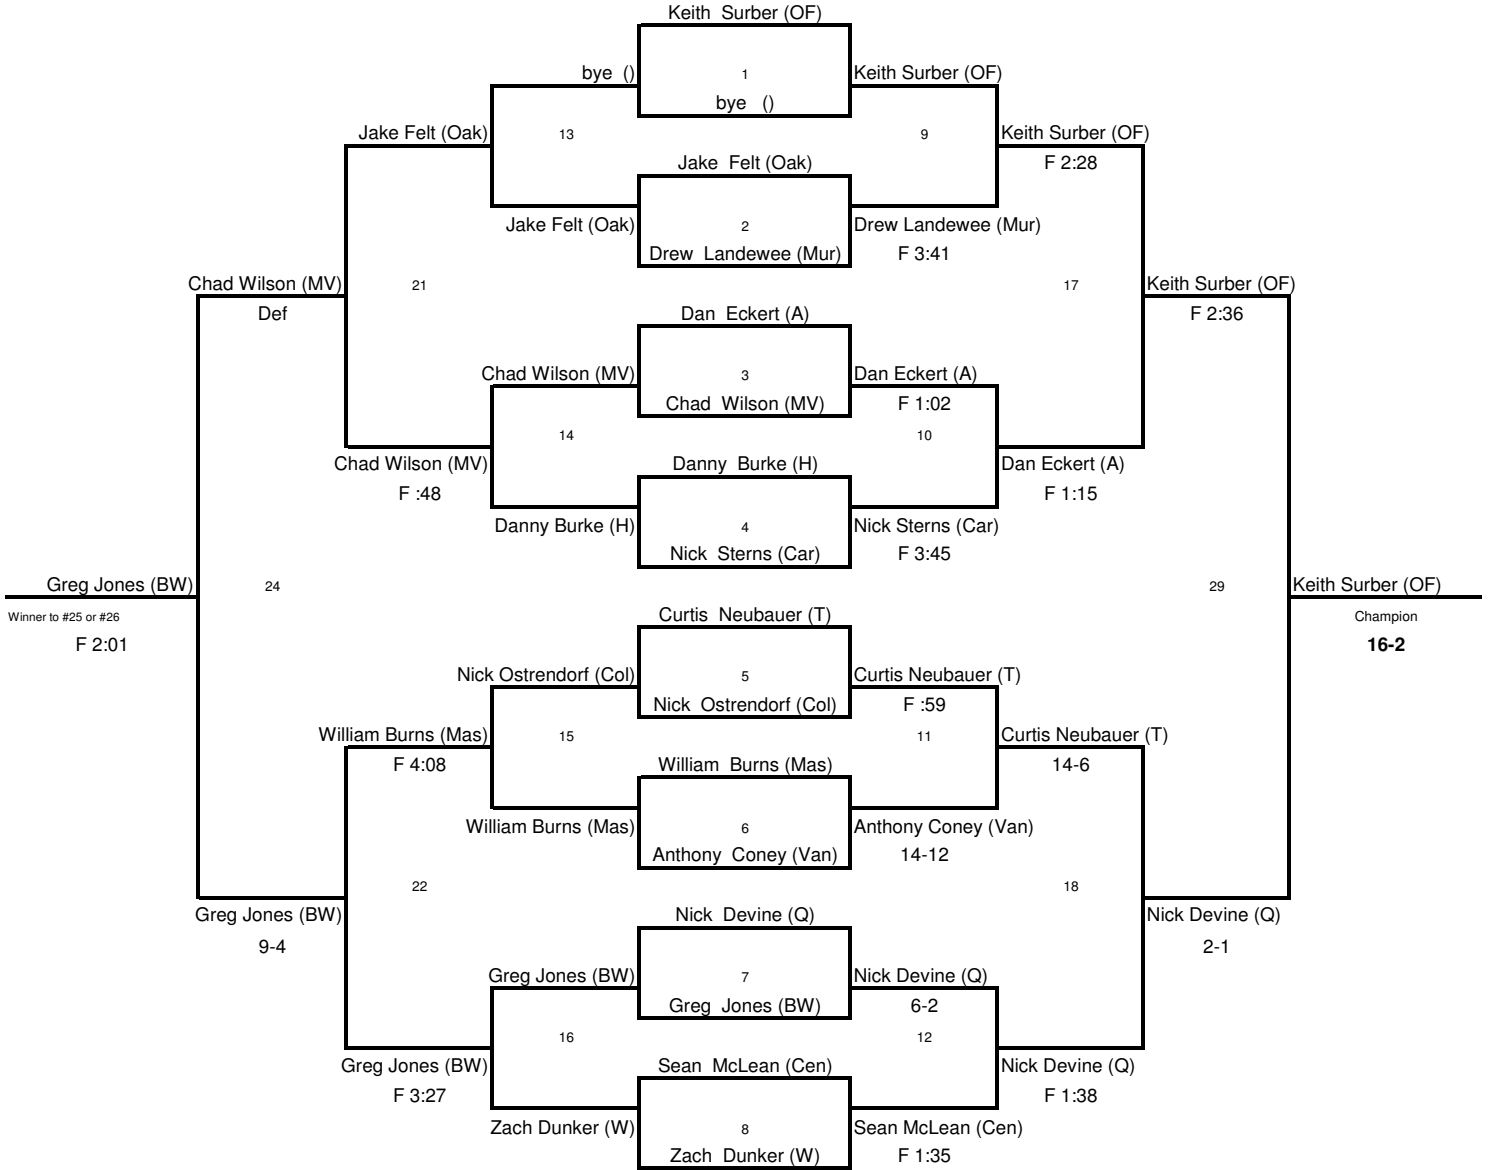 Keith Surber (OF)
bye () 1 Keith Surber (OF)
bye ()
Jake Felt (Oak) 13 9 Keith Surber (OF)
Jake Felt (Oak) F 2:28
Jake Felt (Oak) 2 Drew Landewee (Mur)
Drew Landewee (Mur) F 3:41
Chad Wilson (MV) 21 17 Keith Surber (OF)
Def Dan Eckert (A) F 2:36
Chad Wilson (MV) 3 Dan Eckert (A)
Chad Wilson (MV) F 1:02
14 10
Chad Wilson (MV) Danny Burke (H) Dan Eckert (A)
F :48 F 1:15
Danny Burke (H) 4 Nick Sterns (Car)
Nick Sterns (Car) F 3:45
Greg Jones (BW) 24 29 Keith Surber (OF)
Winner to #25 or #26 Curtis Neubauer (T) Champion
F 2:01 16-2
Nick Ostrendorf (Col) 5 Curtis Neubauer (T)
Nick Ostrendorf (Col) F :59
William Burns (Mas) 15 11 Curtis Neubauer (T)
F 4:08 William Burns (Mas) 14-6
William Burns (Mas) 6 Anthony Coney (Van)
Anthony Coney (Van) 14-12
22 18
Greg Jones (BW) Nick Devine (Q) Nick Devine (Q)
9-4 2-1
Greg Jones (BW) 7 Nick Devine (Q)
Greg Jones (BW) 6-2
16 12
Greg Jones (BW) Sean McLean (Cen) Nick Devine (Q)
F 3:27 F 1:38
Zach Dunker (W) 8 Sean McLean (Cen)
Zach Dunker (W) F 1:35